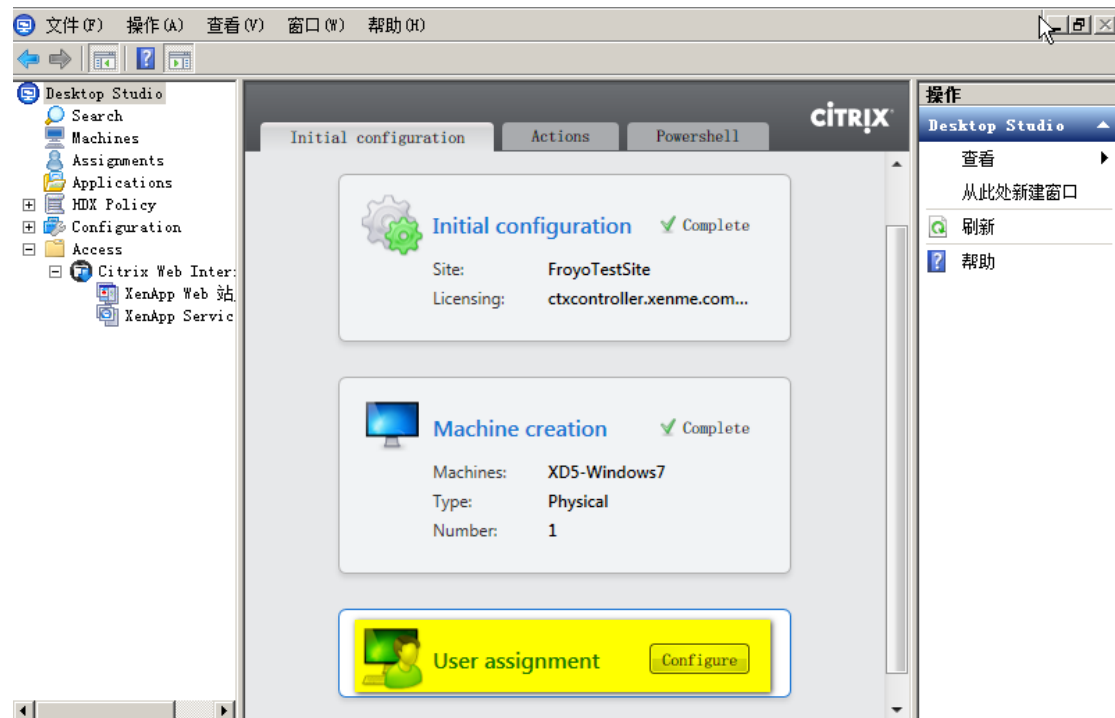 文件(F) 操作(A) 查看(V) 窗口(W) 帮助(H)
Desktop Studio
Search
Machines
Assignments
Applications
HDX Policy
Configuration
Access
Citrix Web Inter
XenApp Web 站
XenApp Servic
CITRIX
Initial configuration Actions Powershell
Initial configuration Complete
Site: FroyoTestSite
Licensing: ctxcontroller.xenme.com...
Machine creation Complete
Machines: XD5-Windows7
Type: Physical
Number: 1
User assignment Configure
操作
Desktop Studio
查看
从此处新建窗口
刷新
帮助